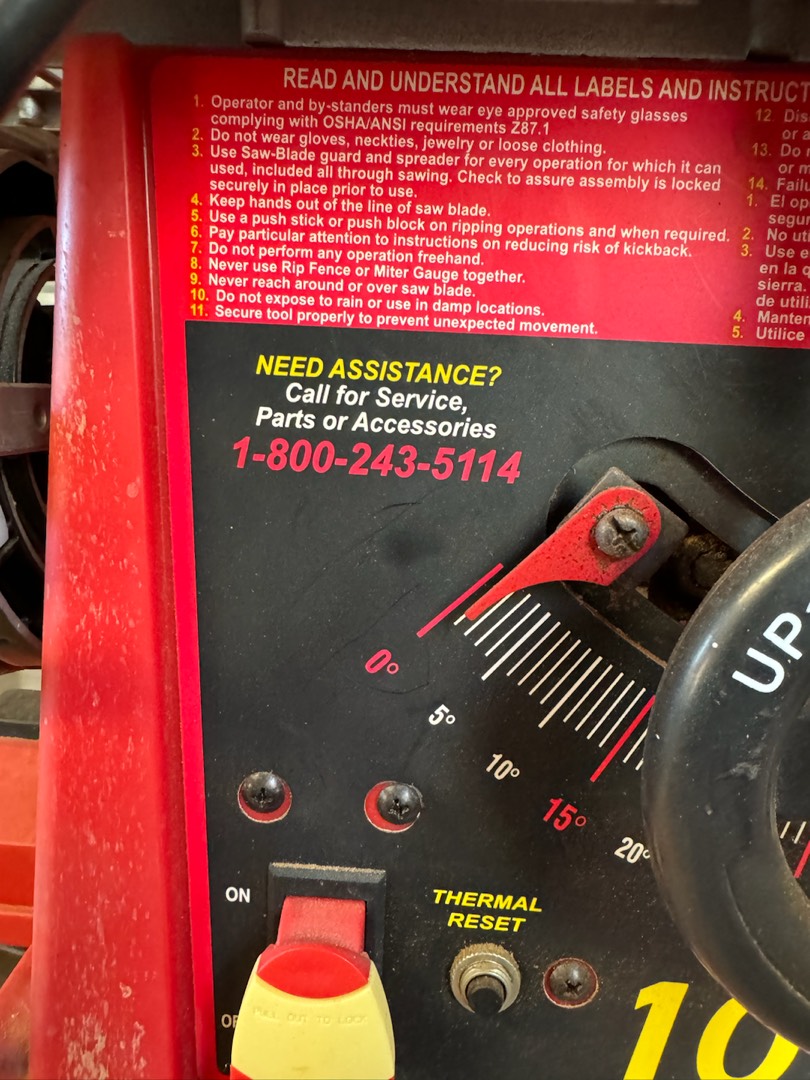 READ AND UNDERSTAND ALL LABELS AND
1. Operator and by-standers must wear eye approved safety glasses
complying with OSHA/ANSI requirements Z87.1
2. Do not wear gloves, neckties, jewelry or loose clothing.
3. Use Saw-Blade guard and spreader for every operation for which it can
used, included all through sawing. Check to assure assembly is locked
securely in place prior to use.
4. Keep hands out of the line of saw blade.
5. Use a push stick or push block on ripping operations and when required.
6. Pay particular attention to instructions on reducing risk of kickback.
7. Do not perform any operation freehand.
8. Never use Rip Fence or Miter Gauge together.
9. Never reach around or over saw blade.
10. Do not expose to rain or use in damp locations.
11. Secure tool properly to prevent unexpected movement.
12.
or
13. Do
or
14.
1. El
2. No
3. Use
en la
sierra.
de
4.
5. Utilice
NEED ASSISTANCE?
Call for Service,
Parts or Accessories
1-800-243-5114
0°
5°
10°
15°
20°
UP
ON
THERMAL
RESET
PULL OUT TO LOCK
10